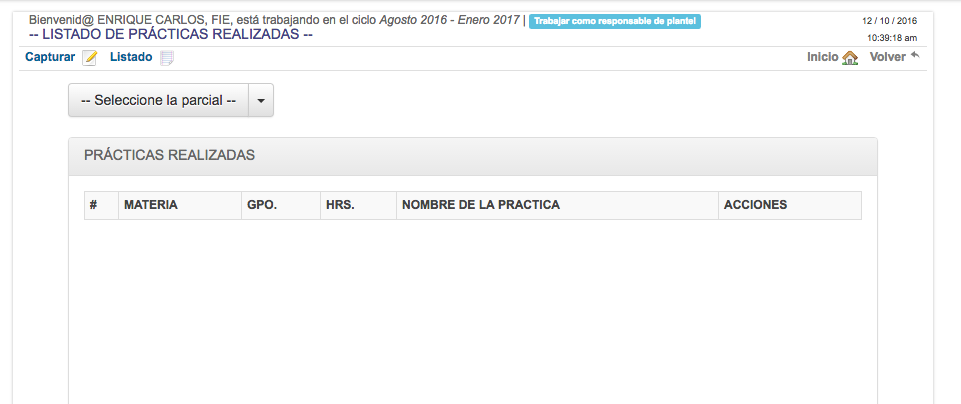 Bienvenid@ ENRIQUE CARLOS, FIE, está trabajando en el ciclo Agosto 2016 - Enero 2017 | Trabajar como responsable de plantel
12 / 10 / 2016
-- LISTADO DE PRÁCTICAS REALIZADAS --
10:39:18 am
Capturar Listado Inicio Volver
-- Seleccione la parcial --
PRÁCTICAS REALIZADAS
# MATERIA GPO. HRS. NOMBRE DE LA PRACTICA ACCIONES